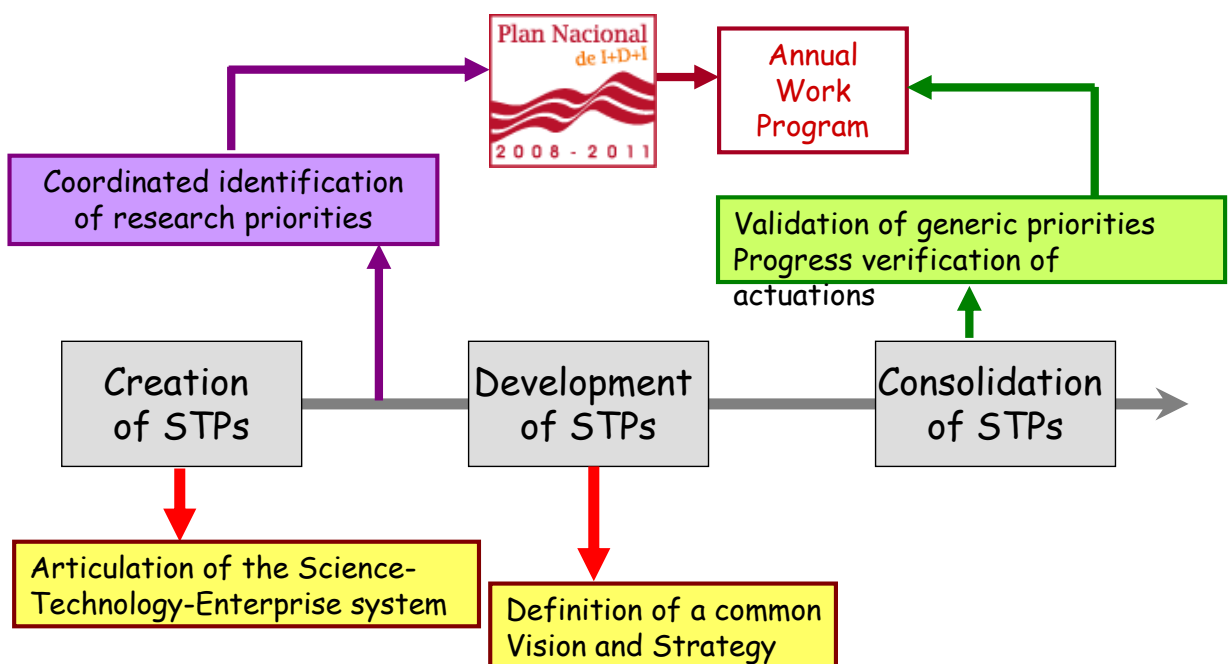 Plan Nacional
de I+D+I
2008-2011
Annual
Work
Program
Coordinated identification
of research priorities
Validation of generic priorities
Progress verification of
actuations
Creation
of STPs
Development
of STPs
Consolidation
of STPs
Articulation of the Science-
Technology-Enterprise system
Definition of a common
Vision and Strategy